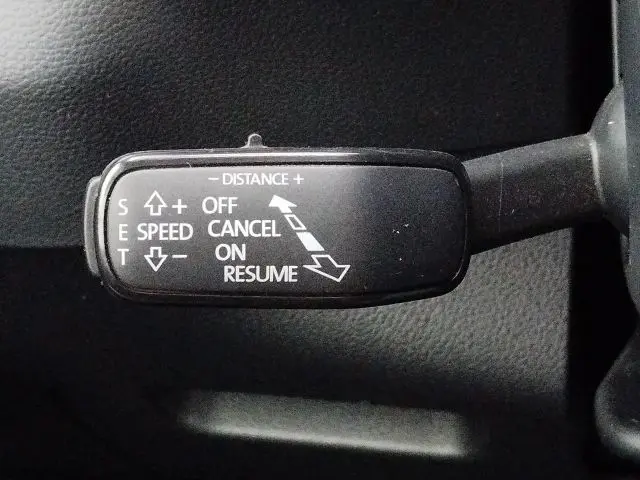 − DISTANCE +
S + OFF
E SPEED CANCEL
T − ON
RESUME